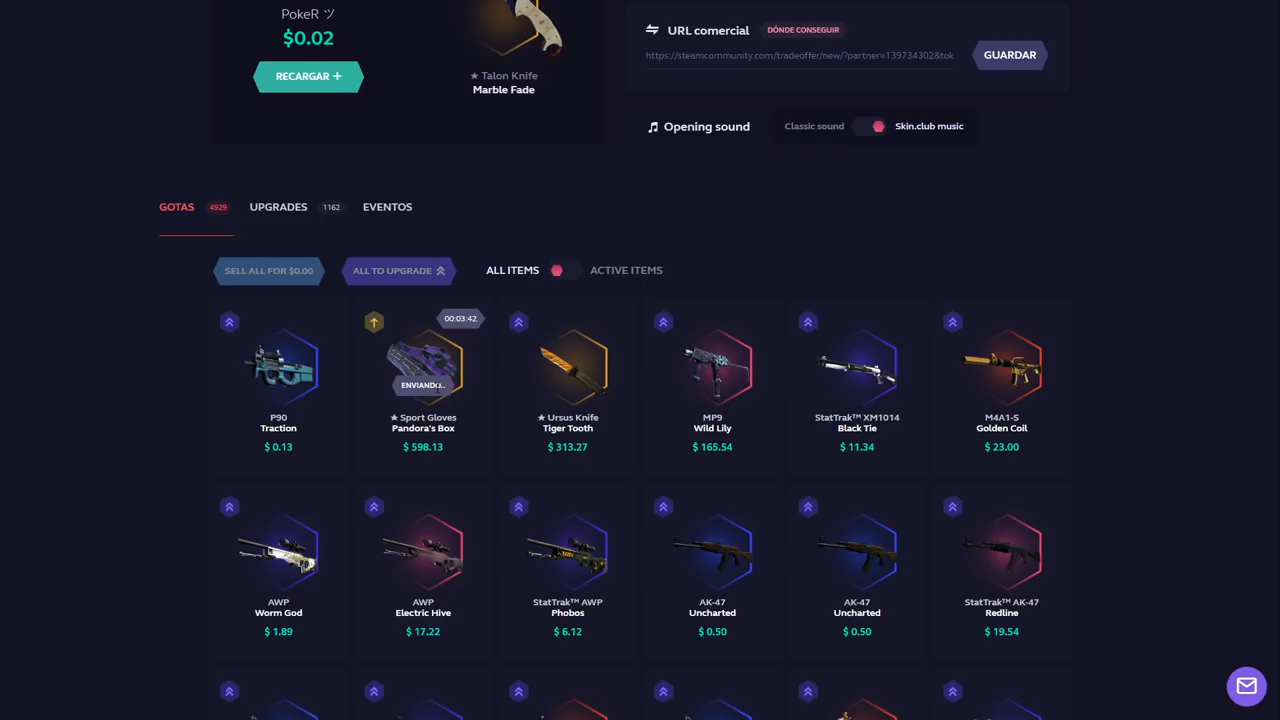 PokeR ツ
$0.02
RECARGAR +
★ Talon Knife
Marble Fade
URL comercial
DÓNDE CONSEGUIR
https://steamcommunity.com/tradeoffer/new/?partner=139734302&tok
GUARDAR
Opening sound
Classic sound
Skin.club music
GOTAS 4929
UPGRADES 1162
EVENTOS
SELL ALL FOR $0.00
ALL TO UPGRADE
ALL ITEMS
ACTIVE ITEMS
P90
Traction
$ 0.13
00:03:42
ENVIANDO...
★ Sport Gloves
Pandora's Box
$ 598.13
★ Ursus Knife
Tiger Tooth
$ 313.27
MP9
Wild Lily
$ 165.54
StatTrak™ XM1014
Black Tie
$ 11.34
M4A1-S
Golden Coil
$ 23.00
AWP
Worm God
$ 1.89
AWP
Electric Hive
$ 17.22
StatTrak™ AWP
Phobos
$ 6.12
AK-47
Uncharted
$ 0.50
AK-47
Uncharted
$ 0.50
StatTrak™ AK-47
Redline
$ 19.54